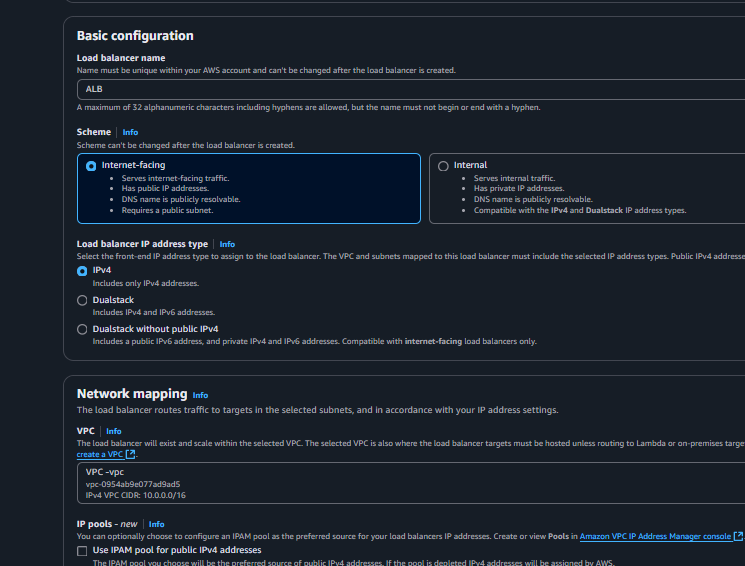 Basic configuration
Load balancer name
Name must be unique within your AWS account and can't be changed after the load balancer is created.
ALB
A maximum of 32 alphanumeric characters including hyphens are allowed, but the name must not begin or end with a hyphen.
Scheme Info
Scheme can't be changed after the load balancer is created.
Internet-facing
• Serves internet-facing traffic.
• Has public IP addresses.
• DNS name is publicly resolvable.
• Requires a public subnet.
Internal
• Serves internal traffic.
• Has private IP addresses.
• DNS name is publicly resolvable.
• Compatible with the IPv4 and Dualstack IP address types.
Load balancer IP address type Info
Select the front-end IP address type to assign to the load balancer. The VPC and subnets mapped to this load balancer must include the selected IP address types. Public IPv4 addresse
IPv4
Includes only IPv4 addresses.
Dualstack
Includes IPv4 and IPv6 addresses.
Dualstack without public IPv4
Includes a public IPv6 address, and private IPv4 and IPv6 addresses. Compatible with internet-facing load balancers only.
Network mapping Info
The load balancer routes traffic to targets in the selected subnets, and in accordance with your IP address settings.
VPC Info
The load balancer will exist and scale within the selected VPC. The selected VPC is also where the load balancer targets must be hosted unless routing to Lambda or on-premises targe
create a VPC.
VPC -vpc
vpc-0954ab9e077ad9ad5
IPv4 VPC CIDR: 10.0.0.0/16
IP pools - new Info
You can optionally choose to configure an IPAM pool as the preferred source for your load balancers IP addresses. Create or view Pools in Amazon VPC IP Address Manager console
Use IPAM pool for public IPv4 addresses
The IPAM pool you choose will be the preferred source of public IPv4 addresses. If the pool is depleted IPv4 addresses will be assigned by AWS.